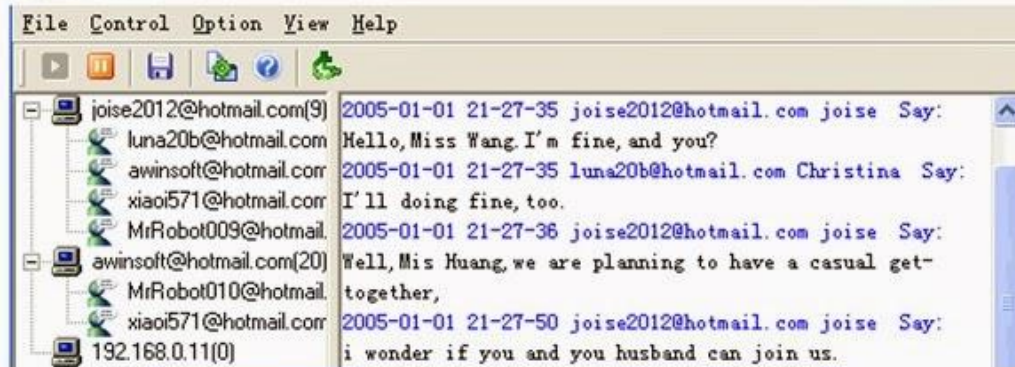 File Control Option View Help
joise2012@hotmail.com(9)
luna20b@hotmail.com
awinsoft@hotmail.com
xiaoi571@hotmail.com
MrRobot009@hotmail.
awinsoft@hotmail.com(20)
MrRobot010@hotmail.
xiaoi571@hotmail.com
192.168.0.11(0)
2005-01-01 21-27-35 joise2012@hotmail.com joise Say:
Hello,Miss Wang.I'm fine, and you?
2005-01-01 21-27-35 luna20b@hotmail.com Christina Say:
I'll doing fine, too.
2005-01-01 21-27-36 joise2012@hotmail.com joise Say:
Well,Mis Huang,we are planning to have a casual get-
together,
2005-01-01 21-27-50 joise2012@hotmail.com joise Say:
i wonder if you and you husband can join us.